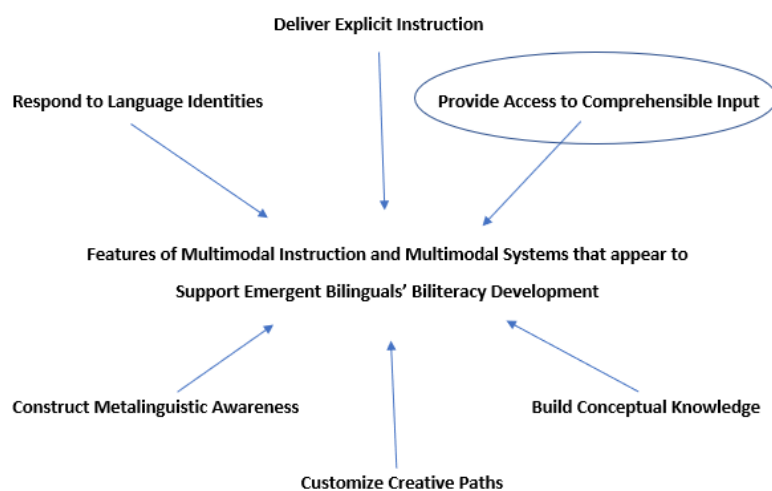 Deliver Explicit Instruction
Respond to Language Identities
Provide Access to Comprehensible Input
Features of Multimodal Instruction and Multimodal Systems that appear to
Support Emergent Bilinguals’ Biliteracy Development
Construct Metalinguistic Awareness
Build Conceptual Knowledge
Customize Creative Paths